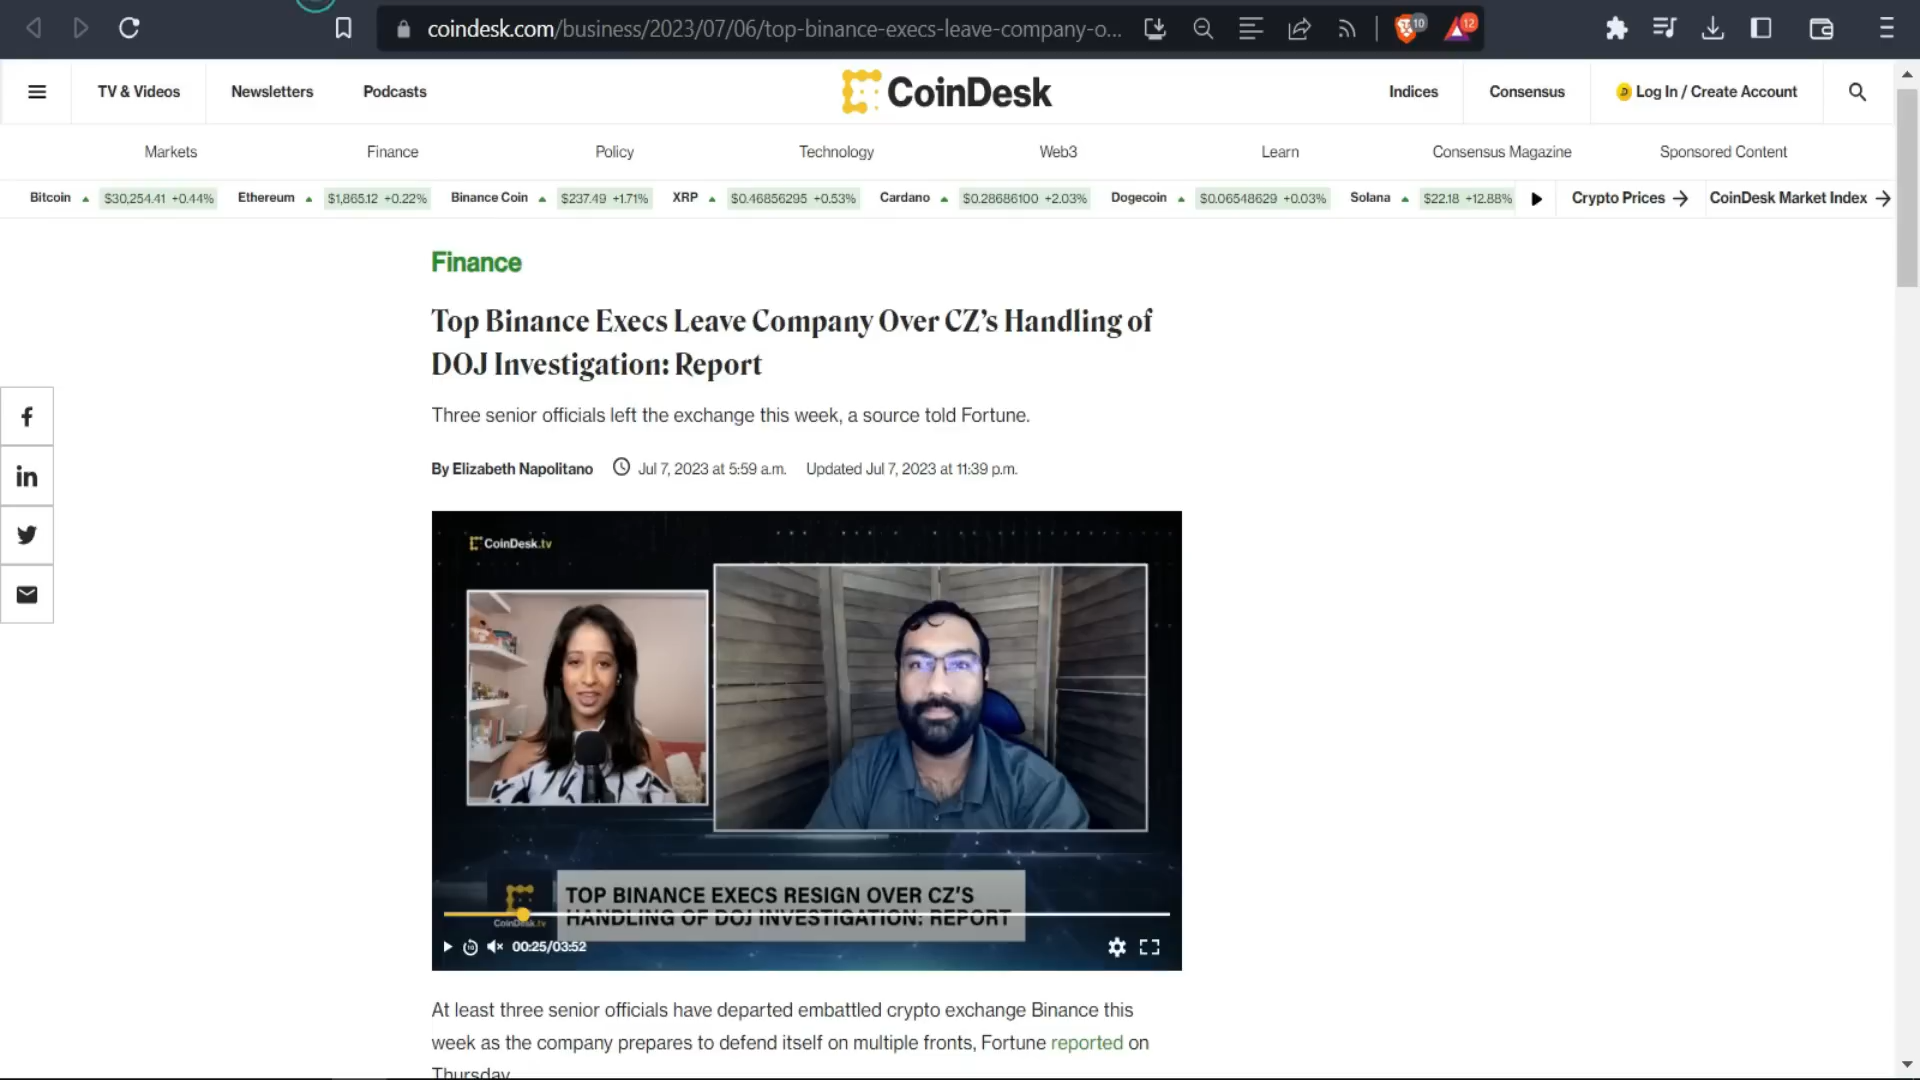 coindesk.com/business/2023/07/06/top-binance-execs-leave-company-o...
10
12
TV & Videos
Newsletters
Podcasts
CoinDesk
Indices
Consensus
Log In / Create Account
Markets
Finance
Policy
Technology
Web3
Learn
Consensus Magazine
Sponsored Content
Bitcoin $30,254.41 +0.44% Ethereum $1,865.12 +0.22% Binance Coin $237.49 +1.71% XRP $0.46856295 +0.53% Cardano $0.28686100 +2.03% Dogecoin $0.06548629 +0.03% Solana $22.18 +12.88% Crypto Prices → CoinDesk Market Index →
Finance
Top Binance Execs Leave Company Over CZ’s Handling of
DOJ Investigation: Report
Three senior officials left the exchange this week, a source told Fortune.
By Elizabeth Napolitano Jul 7, 2023 at 5:59 a.m. Updated Jul 7, 2023 at 11:39 p.m.
CoinDesk.tv
TOP BINANCE EXECS RESIGN OVER CZ'S
HANDLING OF DOJ INVESTIGATION: REPORT
CoinDesk.tv
10
00:25/03:52
At least three senior officials have departed embattled crypto exchange Binance this
week as the company prepares to defend itself on multiple fronts, Fortune reported on
Thursday